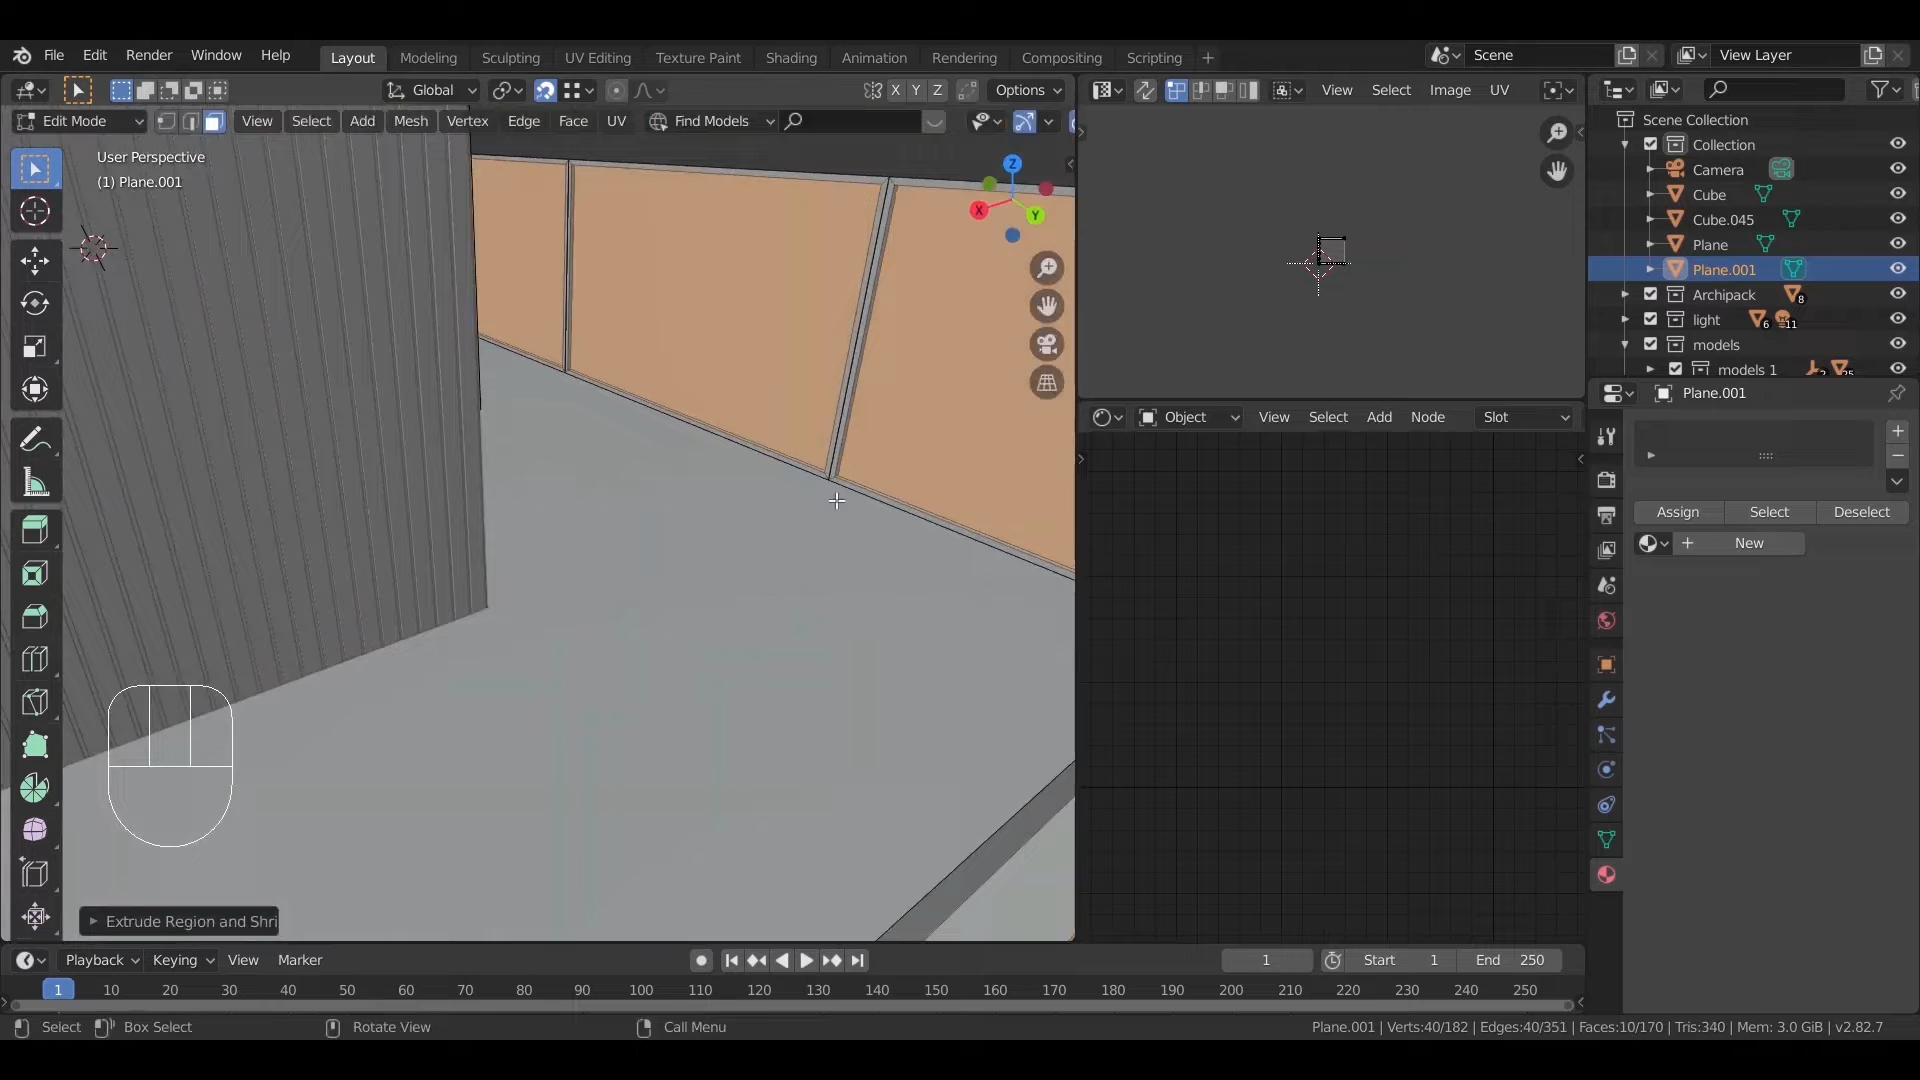 File Edit Render Window Help Layout Modeling Sculpting UV Editing Texture Paint Shading Animation Rendering Compositing Scripting Scene View Layer
Global X Y Z Options View Select Image UV
Edit Mode View Select Add Mesh Vertex Edge Face UV Find Models
Scene Collection
Collection
User Perspective
(1) Plane.001
Z
X
Y
Camera
Cube
Cube.045
Plane
Plane.001
Archipack 8
light 6 11
models
models 1 2 25
Plane.001
Object View Select Add Node Slot
Assign Select Deselect
New
Extrude Region and Shri
Playback Keying View Marker 1 Start 1 End 250
1 10 20 30 40 50 60 70 80 90 100 110 120 130 140 150 160 170 180 190 200 210 220 230 240 250
Select Box Select Rotate View Call Menu Plane.001 | Verts:40/182 | Edges:40/351 | Faces:10/170 | Tris:340 | Mem: 3.0 GiB | v2.82.7